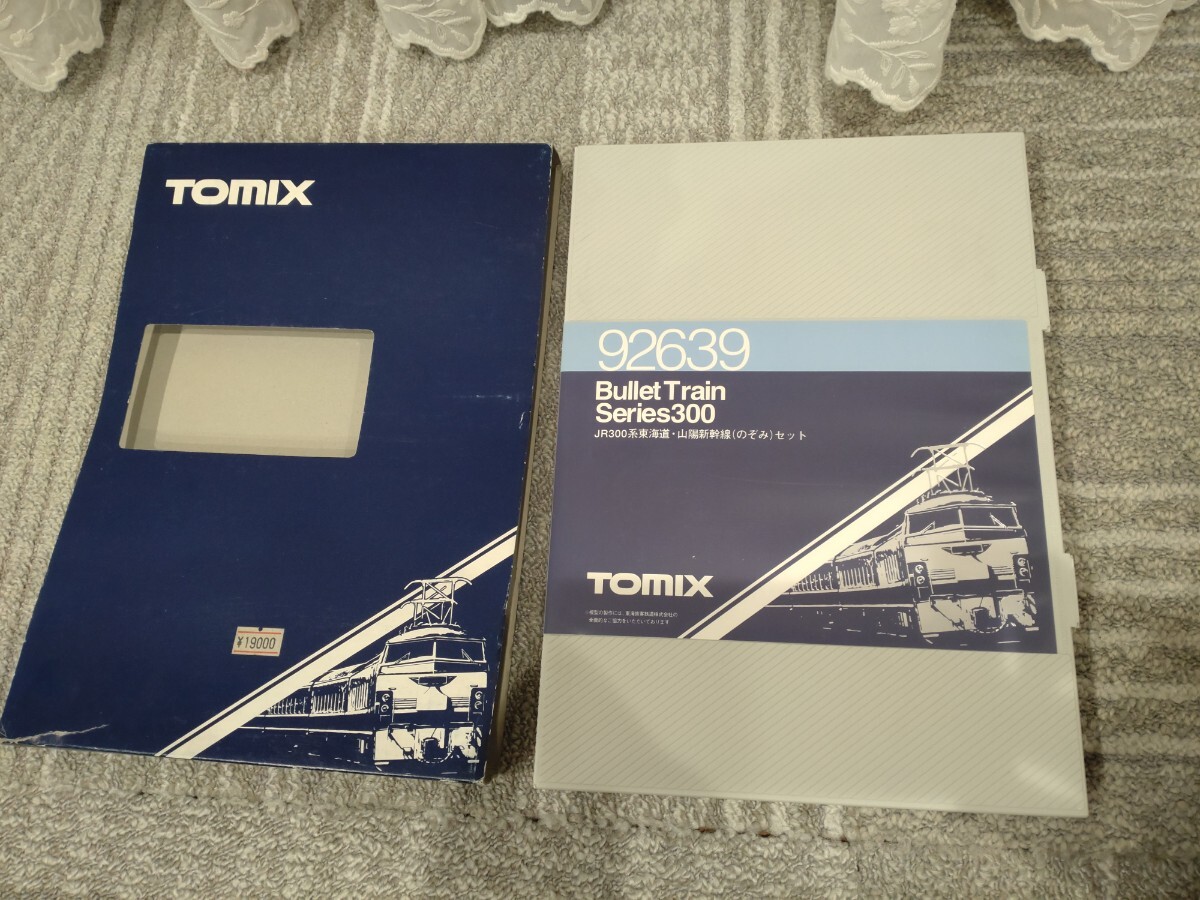 TOMIX
¥19000
92639
Bullet Train
Series300
JR300系東海道・山陽新幹線(のぞみ)セット
TOMIX